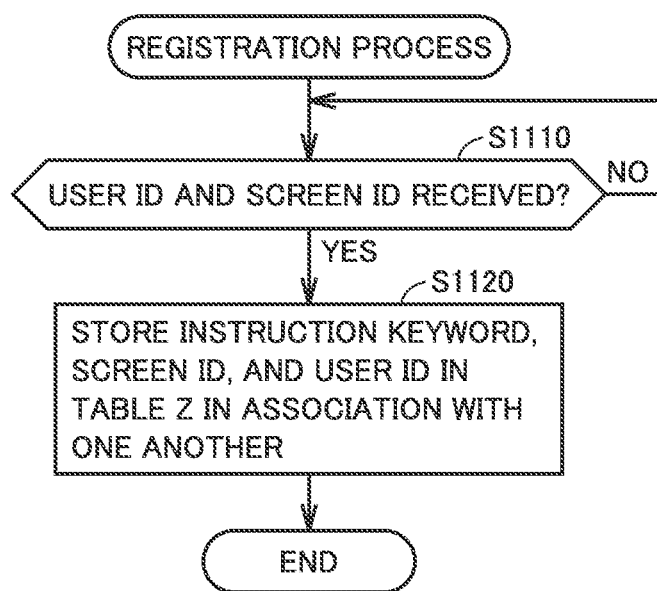 REGISTRATION PROCESS
S1110
USER ID AND SCREEN ID RECEIVED?
NO
YES
S1120
STORE INSTRUCTION KEYWORD,
SCREEN ID, AND USER ID IN
TABLE Z IN ASSOCIATION WITH
ONE ANOTHER
END